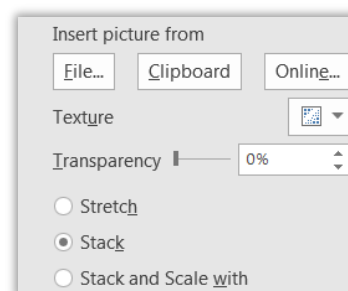 Insert picture from
File... Clipboard Online...
Texture
Transparency 0%
Stretch
Stack
Stack and Scale with